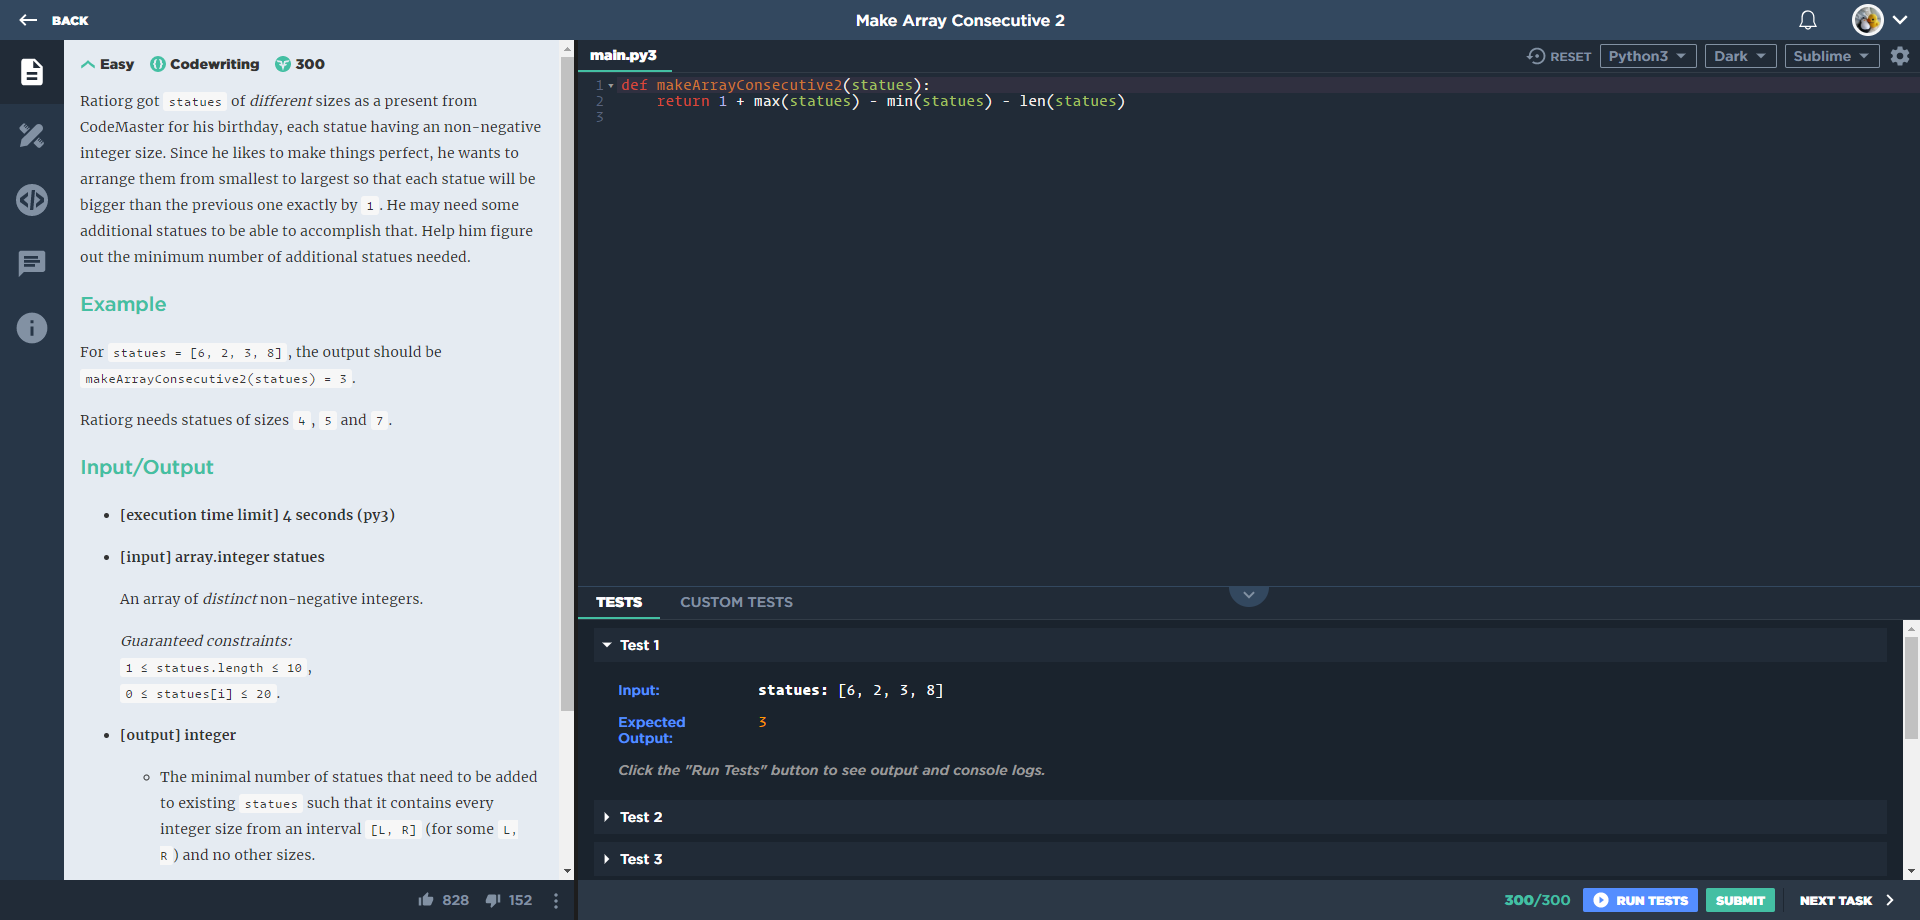 BACK
Make Array Consecutive 2
Easy Codewriting 300
Ratiorg got statues of different sizes as a present from
CodeMaster for his birthday, each statue having an non-negative
integer size. Since he likes to make things perfect, he wants to
arrange them from smallest to largest so that each statue will be
bigger than the previous one exactly by 1. He may need some
additional statues to be able to accomplish that. Help him figure
out the minimum number of additional statues needed.
Example
For statues = [6, 2, 3, 8], the output should be
makeArrayConsecutive2(statues) = 3.
Ratiorg needs statues of sizes 4, 5 and 7.
Input/Output
• [execution time limit] 4 seconds (py3)
• [input] array.integer statues
An array of distinct non-negative integers.
Guaranteed constraints:
1 ≤ statues.length ≤ 10,
0 ≤ statues[i] ≤ 20.
• [output] integer
◦ The minimal number of statues that need to be added
to existing statues such that it contains every
integer size from an interval [L, R] (for some L,
R) and no other sizes.
828 152
main.py3
RESET Python3 Dark Sublime
1 def makeArrayConsecutive2(statues):
2 return 1 + max(statues) - min(statues) - len(statues)
3
TESTS CUSTOM TESTS
Test 1
Input: statues: [6, 2, 3, 8]
Expected 3
Output:
Click the "Run Tests" button to see output and console logs.
Test 2
Test 3
300/300 RUN TESTS SUBMIT NEXT TASK